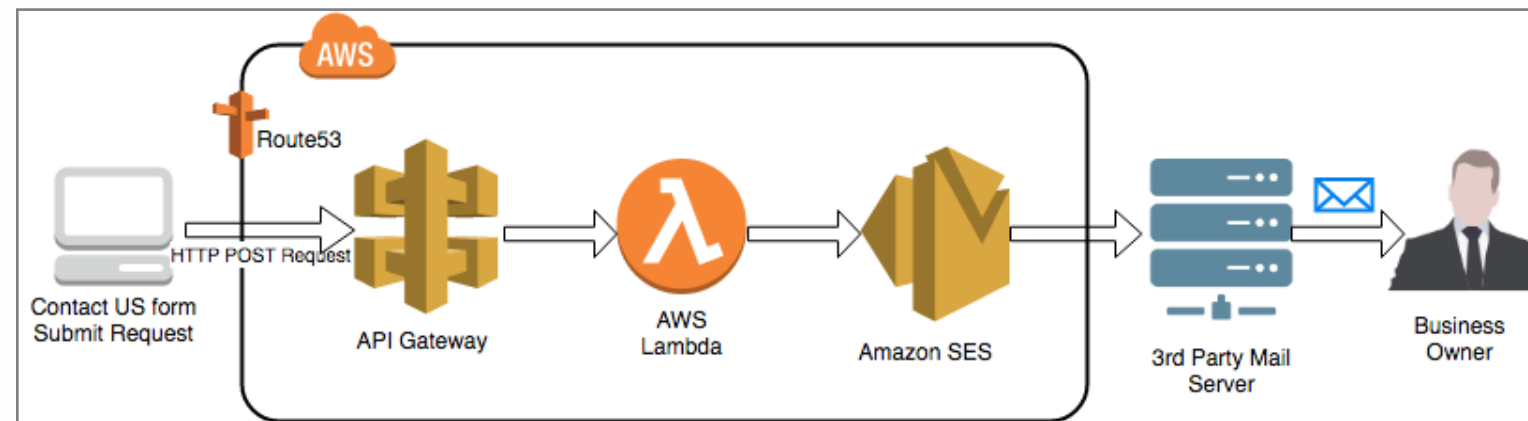 AWS
Route53
HTTP POST Request
Contact US form
Submit Request
API Gateway
AWS
Lambda
Amazon SES
3rd Party Mail
Server
Business
Owner